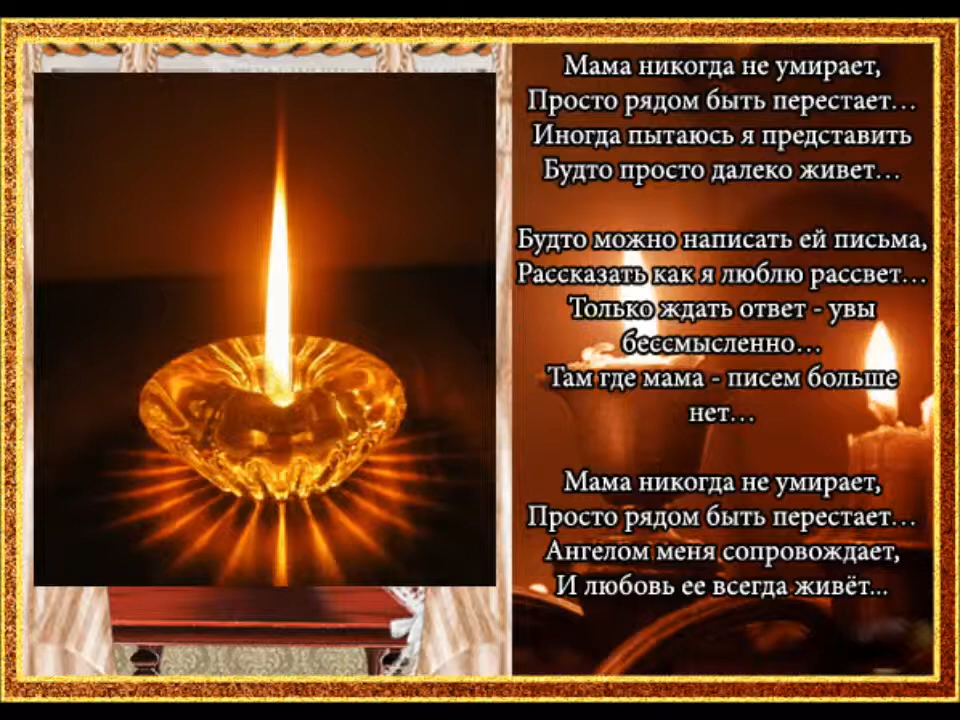 Мама никогда не умирает,
Просто рядом быть перестает…
Иногда пытаюсь я представить
Будто просто далеко живет…
Будто можно написать ей письма,
Рассказать как я люблю рассвет…
Только ждать ответ - увы
бессмысленно…
Там где мама - писем больше
нет…
Мама никогда не умирает,
Просто рядом быть перестает…
Ангелом меня сопровождает,
И любовь ее всегда живёт...